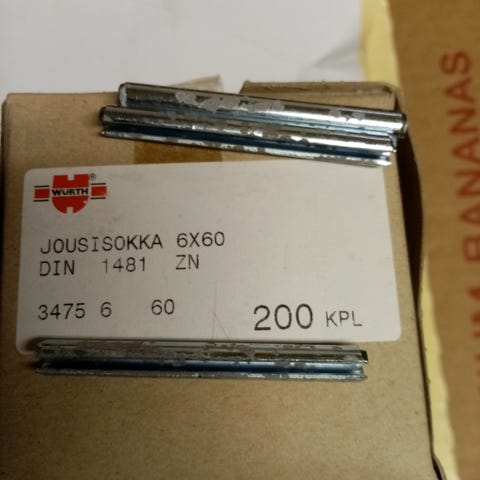 WÜRTH
®
JOUSISOKKA 6X60
DIN 1481 ZN
3475 6 60
200 KPL
BANANAS